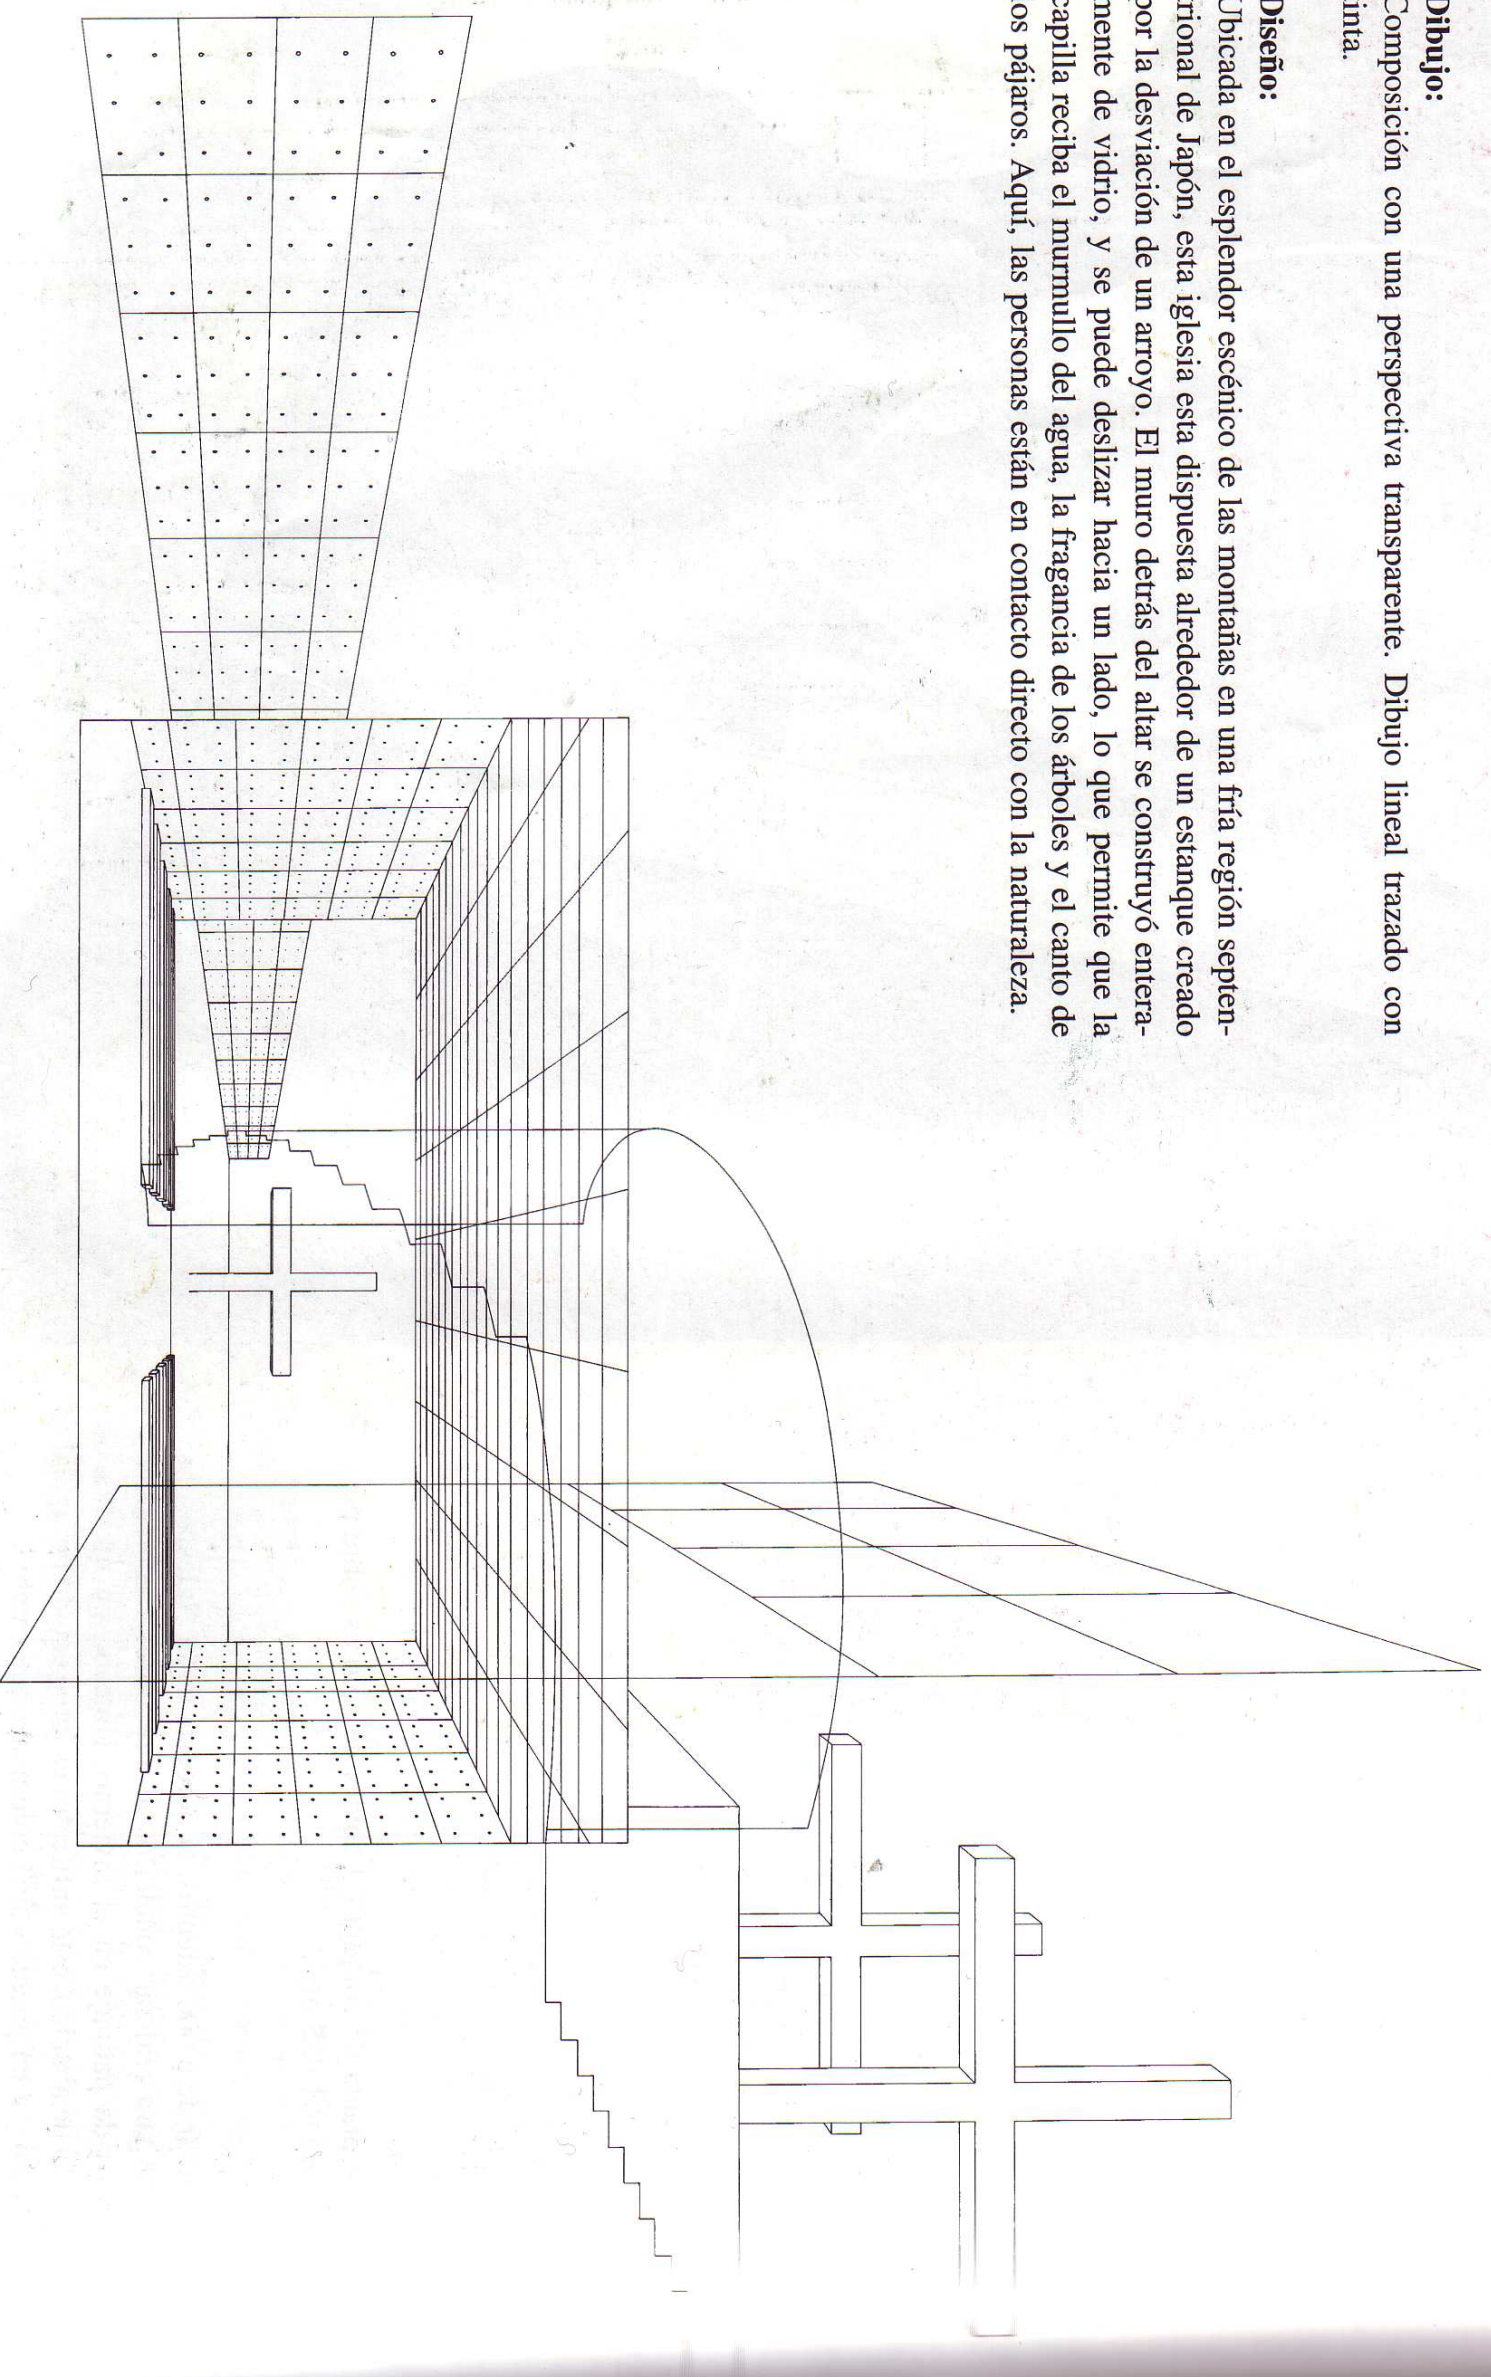 Dibujo:
Composición con una perspectiva transparente. Dibujo lineal trazado con
inta.
Diseño:
Ubicada en el esplendor escénico de las montañas en una fría región septen-
rional de Japón, esta iglesia esta dispuesta alrededor de un estanque creado
por la desviación de un arroyo. El muro detrás del altar se construyó entera-
mente de vidrio, y se puede deslizar hacia un lado, lo que permite que la
capilla reciba el murmullo del agua, la fragancia de los árboles y el canto de
os pájaros. Aquí, las personas están en contacto directo con la naturaleza.